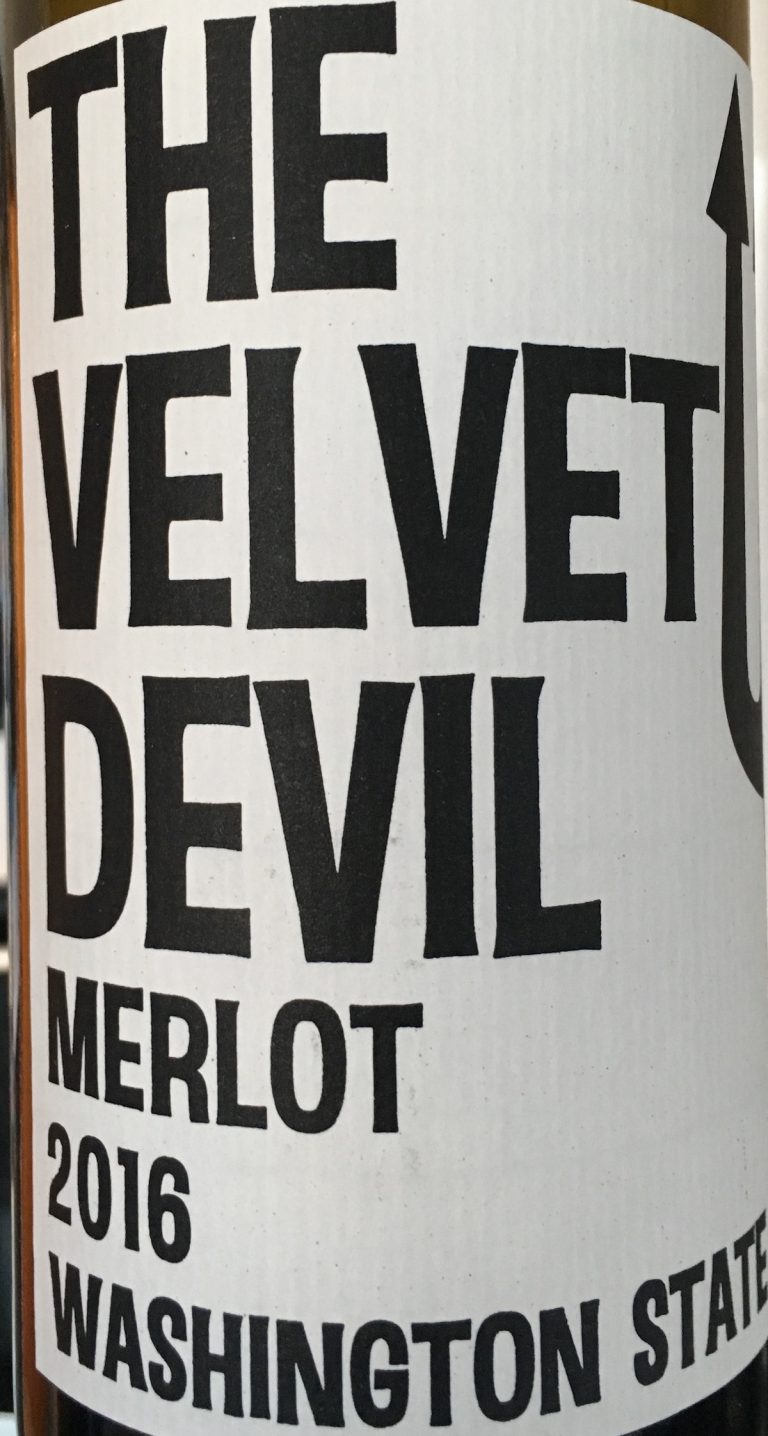 THE
VELVET
DEVIL
MERLOT
2016
WASHINGTON STATE